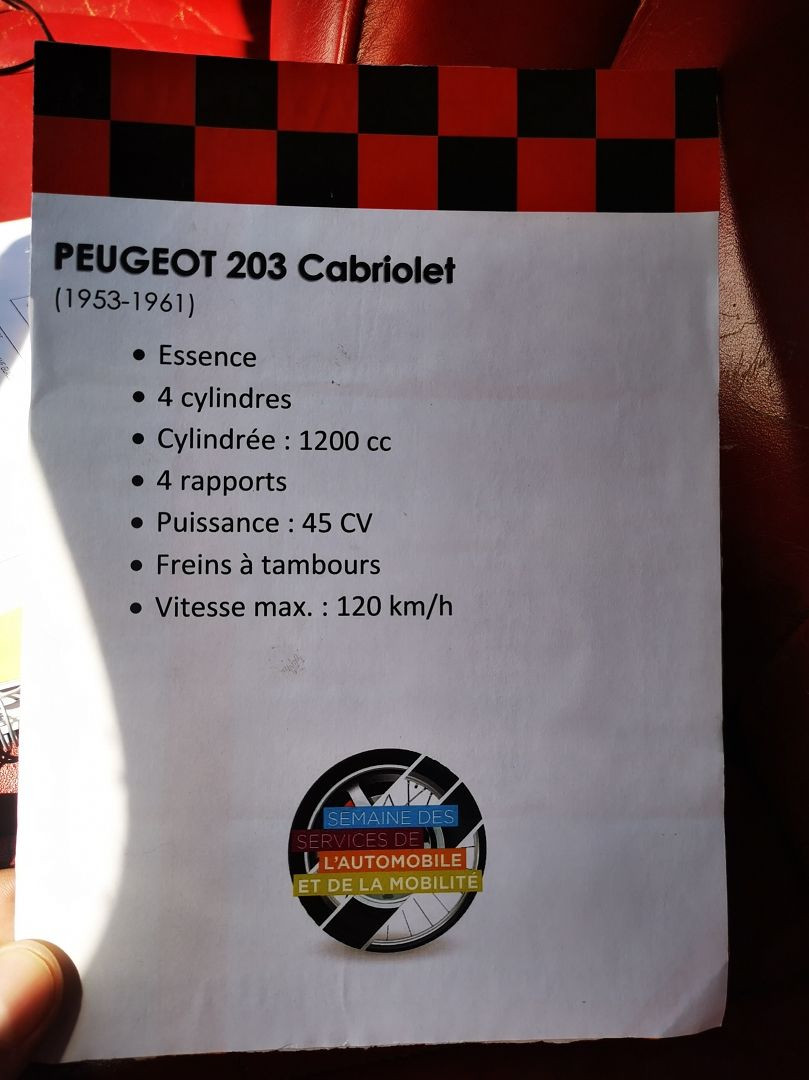 PEUGEOT 203 Cabriolet
(1953-1961)
• Essence
• 4 cylindres
• Cylindrée : 1200 cc
• 4 rapports
• Puissance : 45 CV
• Freins à tambours
• Vitesse max. : 120 km/h
SEMAINE DES
SERVICES DE
L'AUTOMOBILE
ET DE LA MOBILITÉ